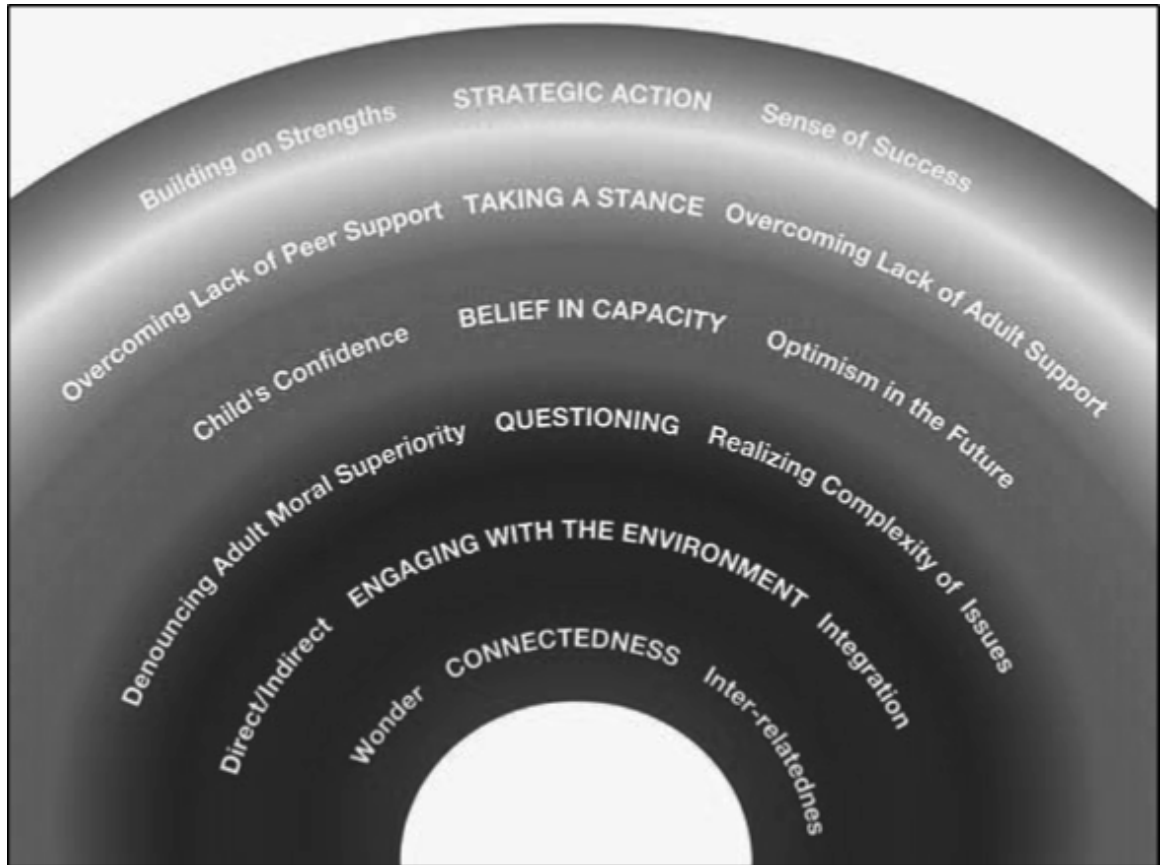 Building on Strengths STRATEGIC ACTION Sense of Success
Overcoming Lack of Peer Support TAKING A STANCE Overcoming Lack of Adult Support
Child's Confidence BELIEF IN CAPACITY Optimism in the Future
Denouncing Adult Moral Superiority QUESTIONING Realizing Complexity of Issues
Direct/Indirect ENGAGING WITH THE ENVIRONMENT Integration
Wonder CONNECTEDNESS Inter-relatednes